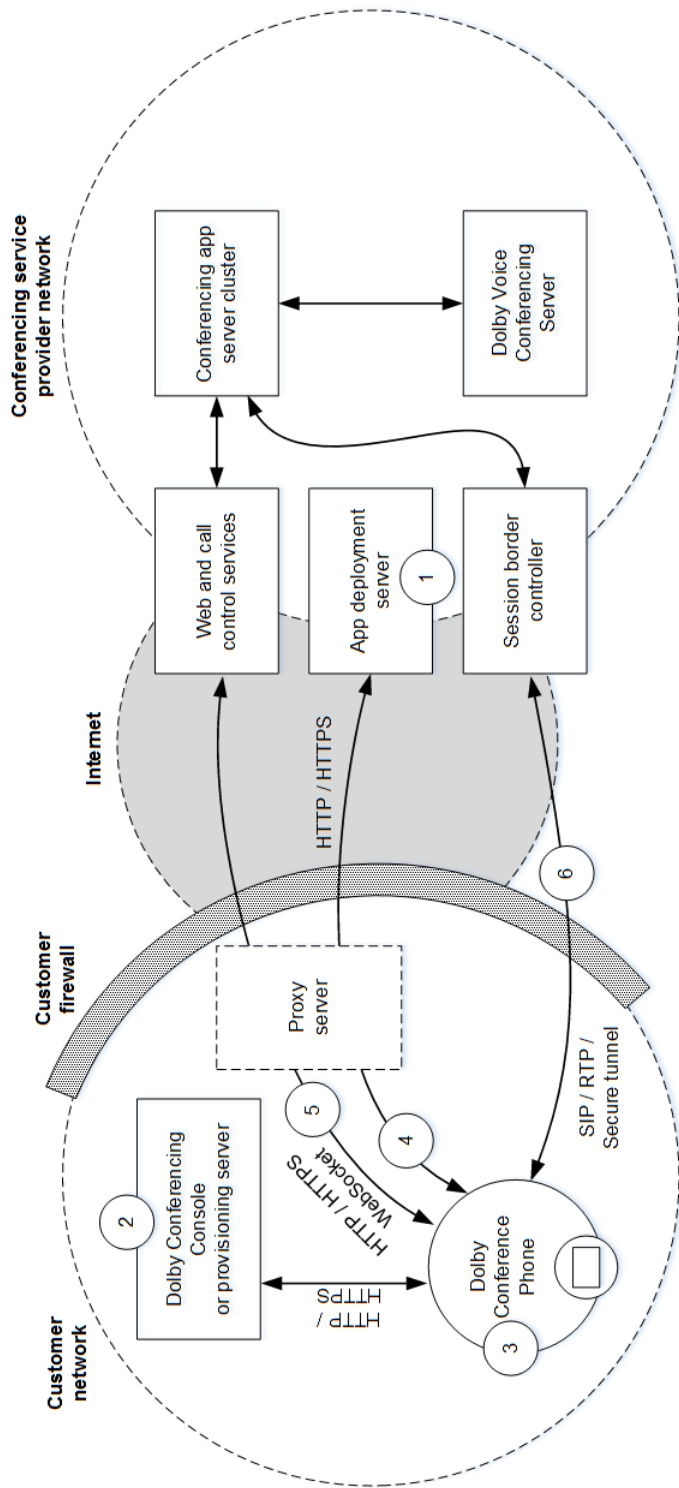 Customer
network
Customer
firewall
Internet
Conferencing service
provider network
2
Dolby Conferencing
Console
or provisioning server
HTTP /
HTTPS
Proxy
server
5
HTTP / HTTPS
WebSocket
4
3
Dolby
Conference
Phone
SIP / RTP /
Secure tunnel
6
HTTP / HTTPS
Web and call
control services
App deployment
server
1
Session border
controller
Conferencing app
server cluster
Dolby Voice
Conferencing
Server